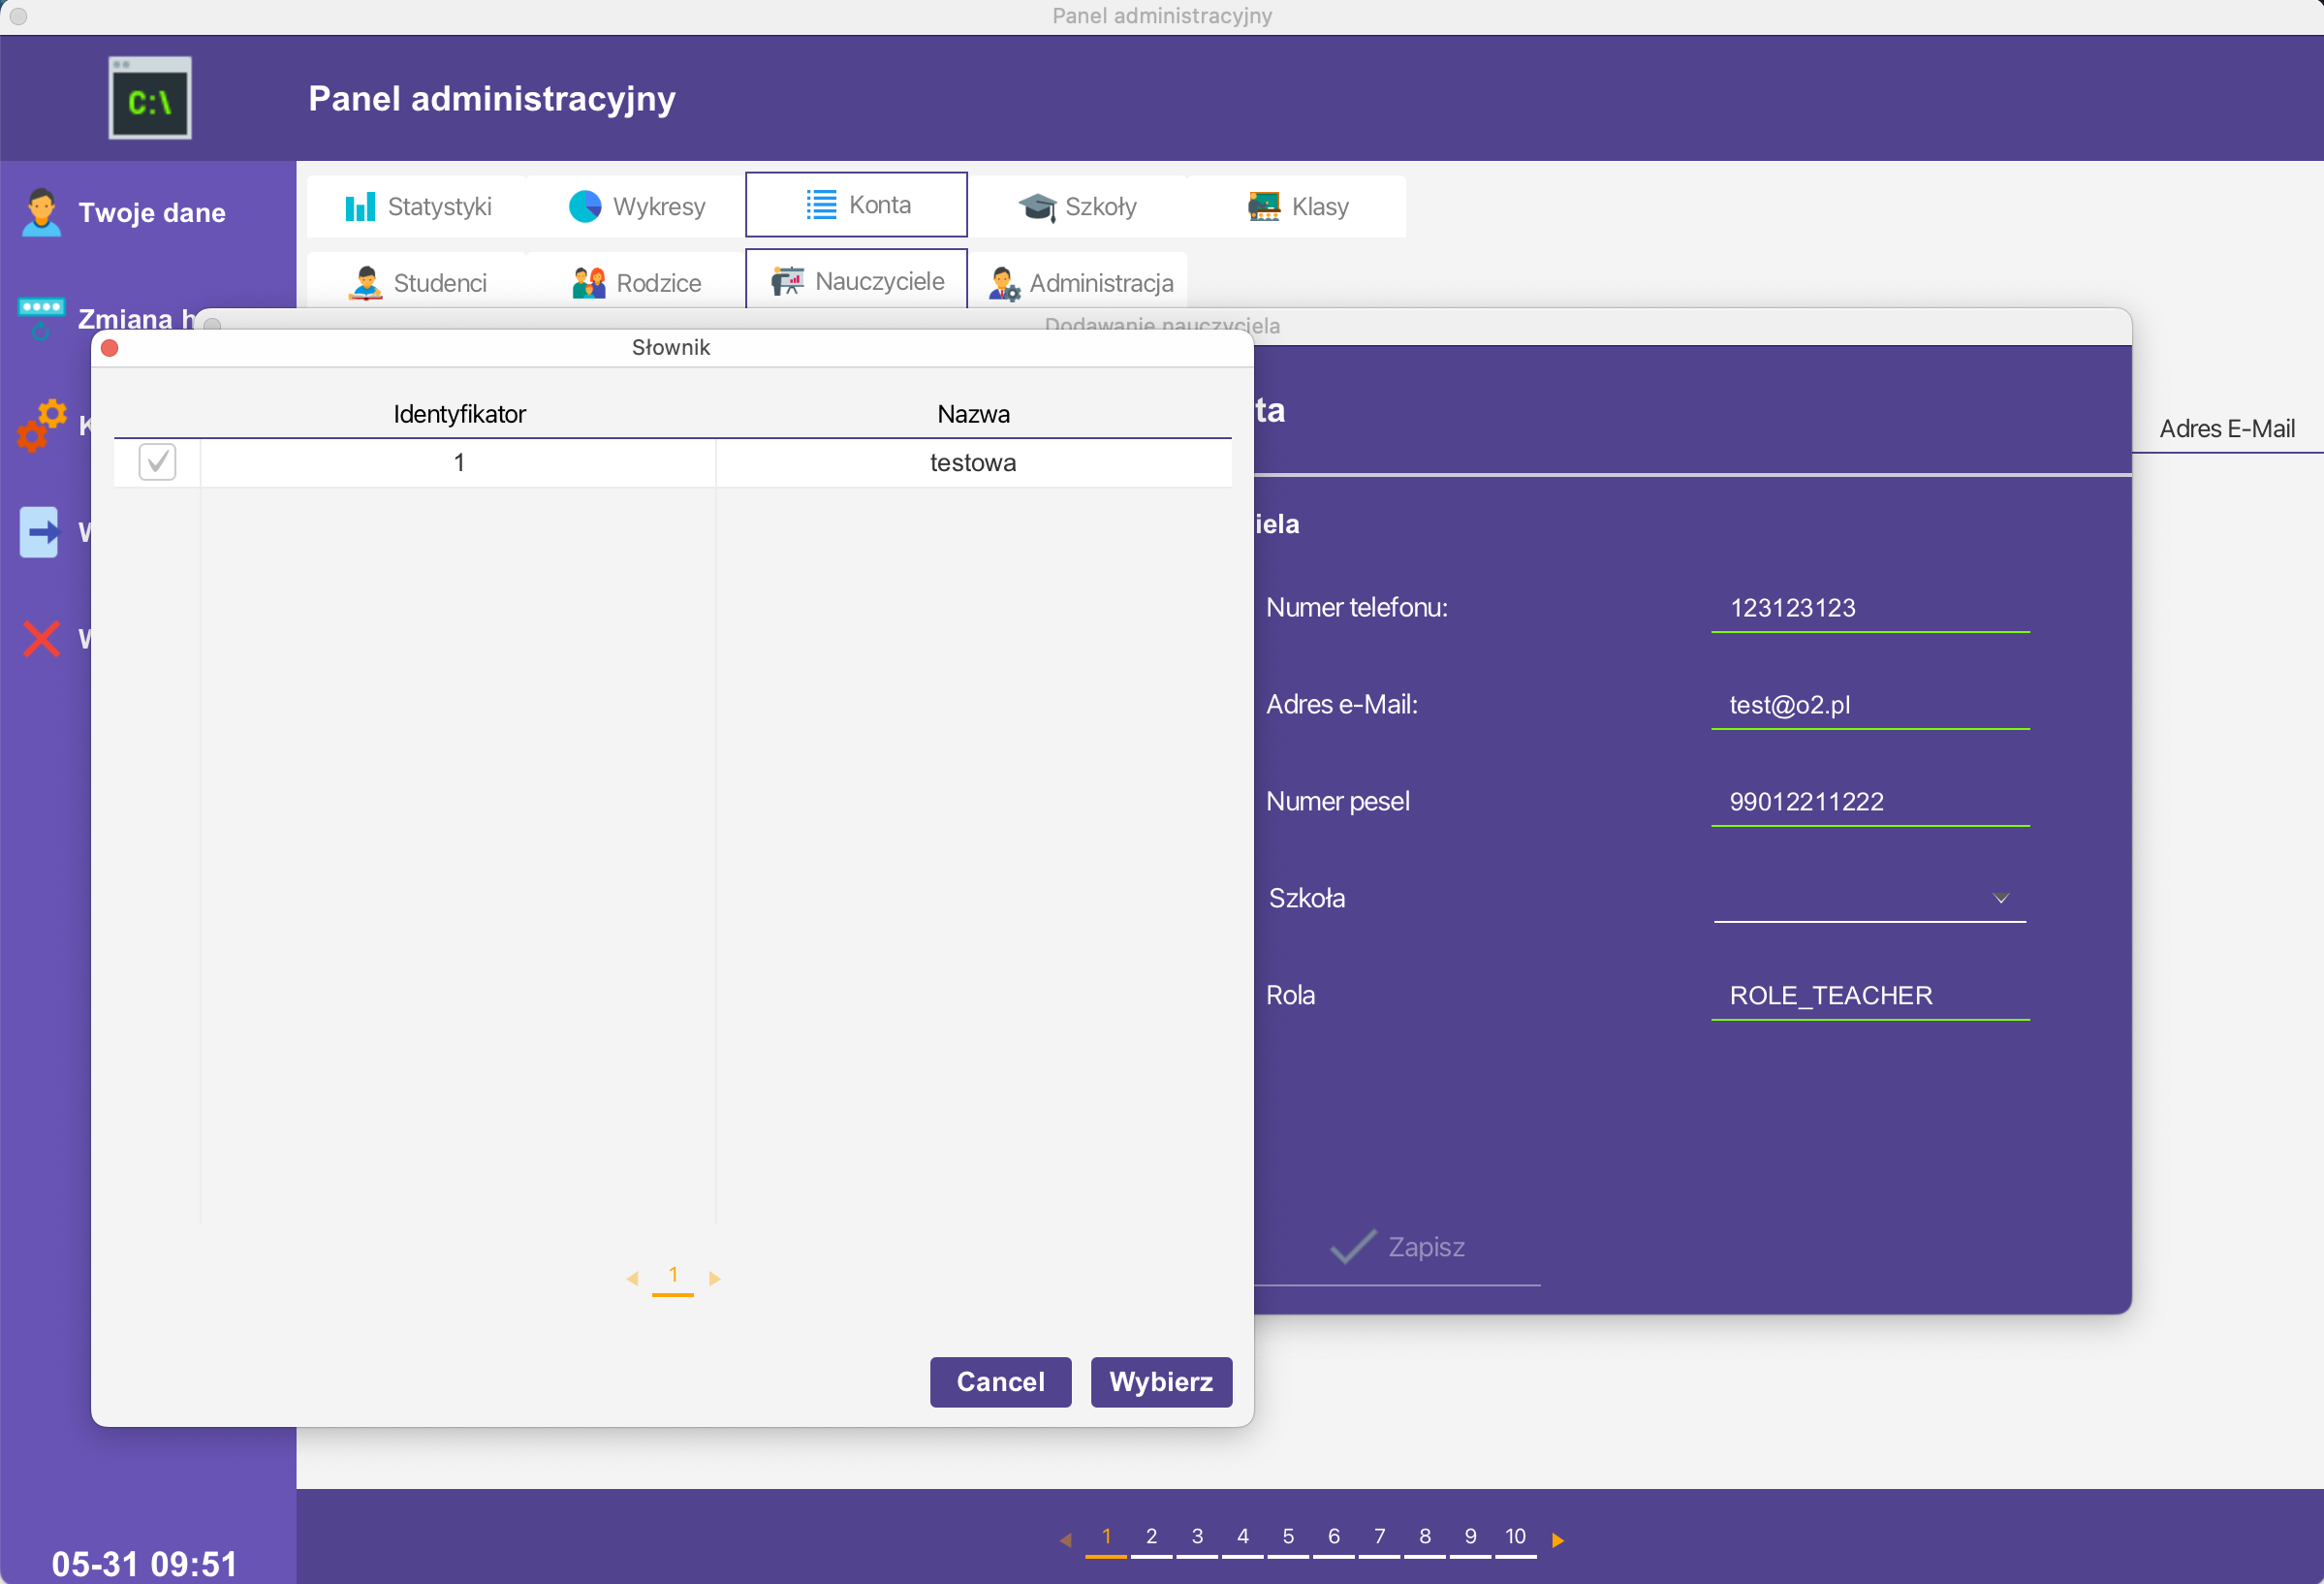 Panel administracyjny
C:\
Panel administracyjny
Twoje dane
Statystyki
Wykresy
Konta
Szkoły
Klasy
Studenci
Rodzice
Nauczyciele
Administracja
Zmiana h
Dodawanie nauczyciela
Słownik
Identyfikator
Nazwa
1
testowa
1
Cancel
Wybierz
K
W
W
ta
Adres E-Mail
iela
Numer telefonu:
123123123
Adres e-Mail:
test@o2.pl
Numer pesel
99012211222
Szkoła
Rola
ROLE_TEACHER
Zapisz
05-31 09:51
1 2 3 4 5 6 7 8 9 10